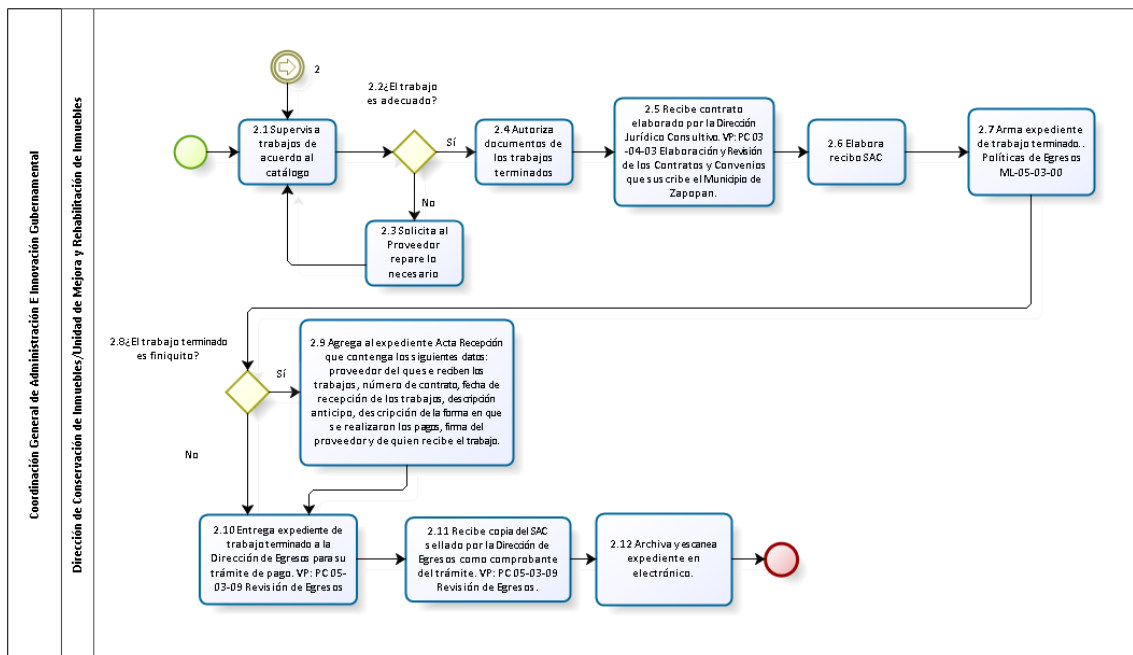 Coordinación General de Administración E Innovación Gubernamental
Dirección de Conservación de Inmuebles/Unidad de Mejora y Rehabilitación de Inmuebles
2
2.1 Supervisa
trabajos de
acuerdo al
catálogo
2.2¿El trabajo
es adecuado?
Sí
No
2.3 Solicita al
Proveedor
repare lo
necesario
2.4 Autoriza
documentos de
de los trabajos
terminados
2.5 Recibe contrato
elaborado por la Dirección
Jurídico Consultivo. VP: PC 03
-04-03 Elaboración y Revisión
de los Contratos y Convenios
que suscribe el Municipio de
Zapopan.
2.6 Elabora
recibo SAC
2.7 Arma expediente
de trabajo terminado. .
Políticas de Egresos
ML-05-03-00
2.8¿El trabajo terminado
es finiquito?
Sí
No
2.9 Agrega al expediente Acta Recepción
que contenga los siguientes datos:
proveedor del que se reciben los
trabajos, número de contrato, fecha de
recepción de los trabajos, descripción
anticipo, descripción de la forma en que
se realizaron los pagos, firma del
proveedor y de quien recibe el trabajo.
2.10 Entrega expediente de
trabajo terminado a la
Dirección de Egresos para su
trámite de pago. VP: PC 05-
03-09 Revisión de Egresos
2.11 Recibe copia del SAC
sellado por la Dirección de
Egresos como comprobante
del trámite. VP: PC 05-03-09
Revisión de Egresos.
2.12 Archiva y escanea
expediente en
electrónico.